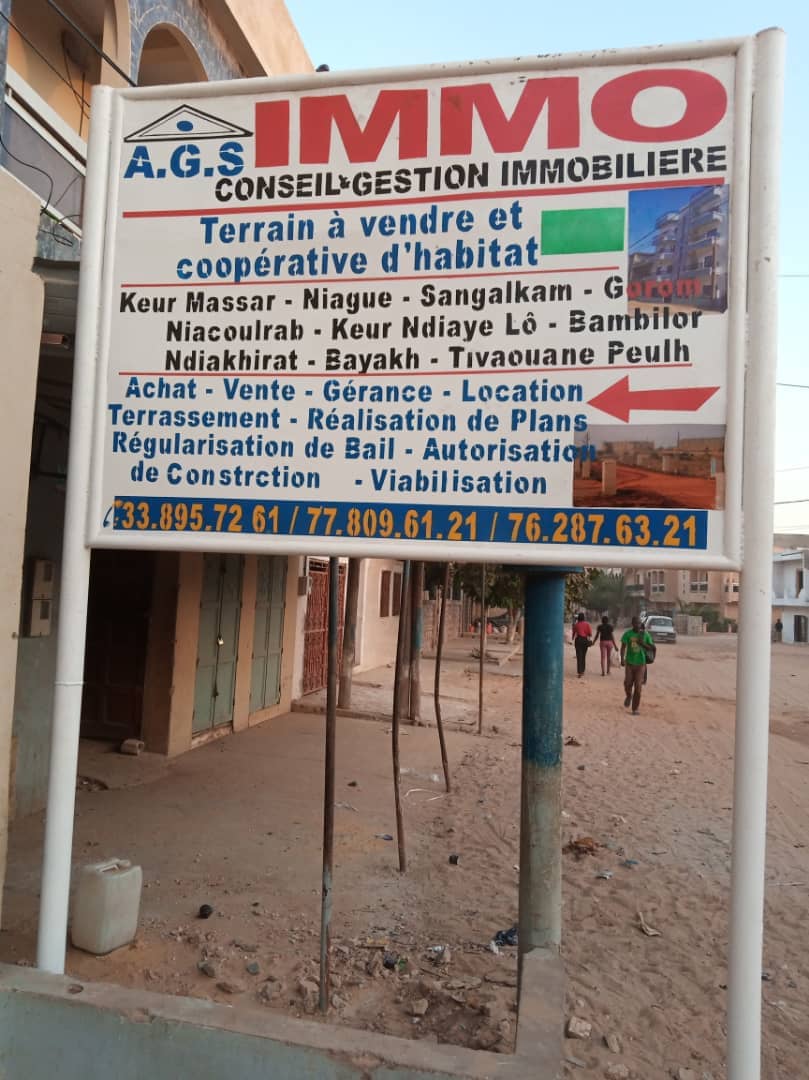 A.G.S IMMO
CONSEIL & GESTION IMMOBILIERE
Terrain à vendre et
coopérative d'habitat
Keur Massar - Niague - Sangalkam - Gorom
Niacoulrab - Keur Ndiaye Lô - Bambilor
Ndiakhirat - Bayakh - Tivaouane Peulh
Achat - Vente - Gérance - Location
Terrassement - Réalisation de Plans
Régularisation de Bail - Autorisation
de Constrction - Viabilisation
33.895.72 61 / 77.809.61.21 / 76.287.63.21